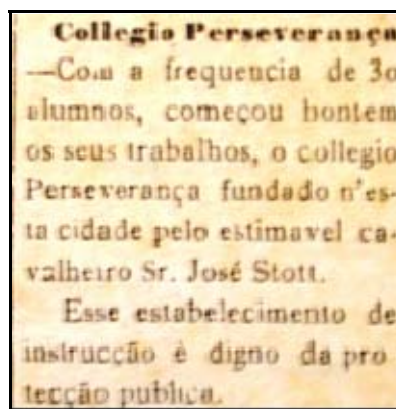 Collegio Perseverança
—Com a frequencia de 30
alumnos, começou hontem
os seus trabalhos, o collegio
Perseverança fundado n'es-
ta cidade pelo estimavel ca-
valheiro Sr. José Stott.
Esse estabelecimento de
instrucção è digno da pro
tecção publica.